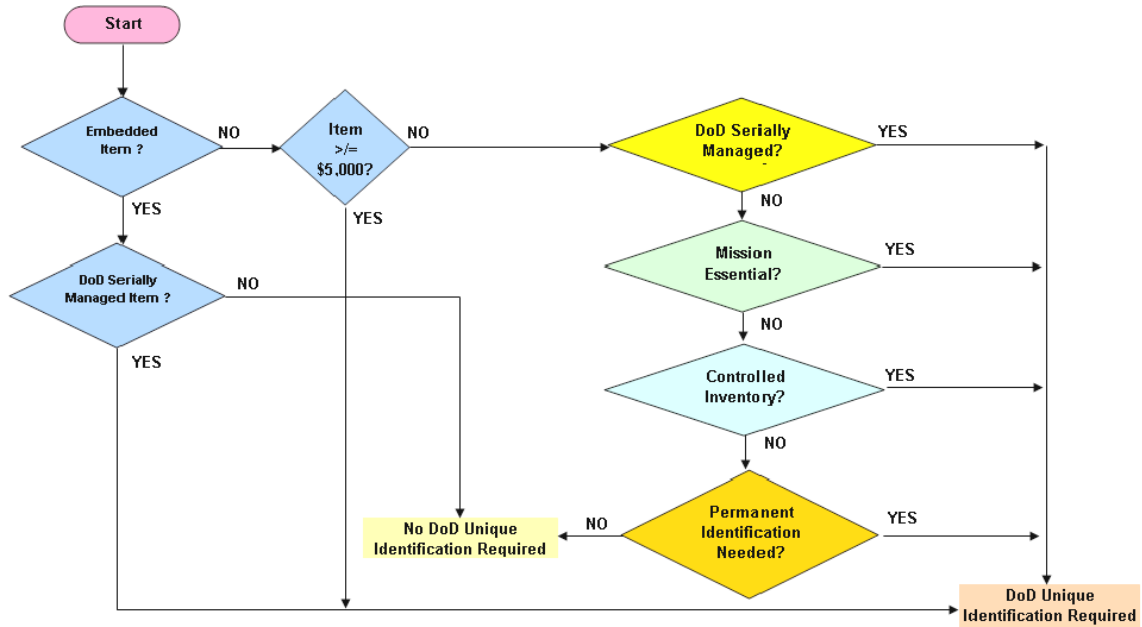 Start
Embedded
Item ?
NO
Item
>/=
$5,000?
NO
DoD Serially
Managed?
YES
YES
YES
NO
DoD Serially
Managed Item ?
NO
Mission
Essential?
YES
YES
NO
Controlled
Inventory?
YES
NO
No DoD Unique
Identification Required
NO
Permanent
Identification
Needed?
YES
DoD Unique
Identification Required